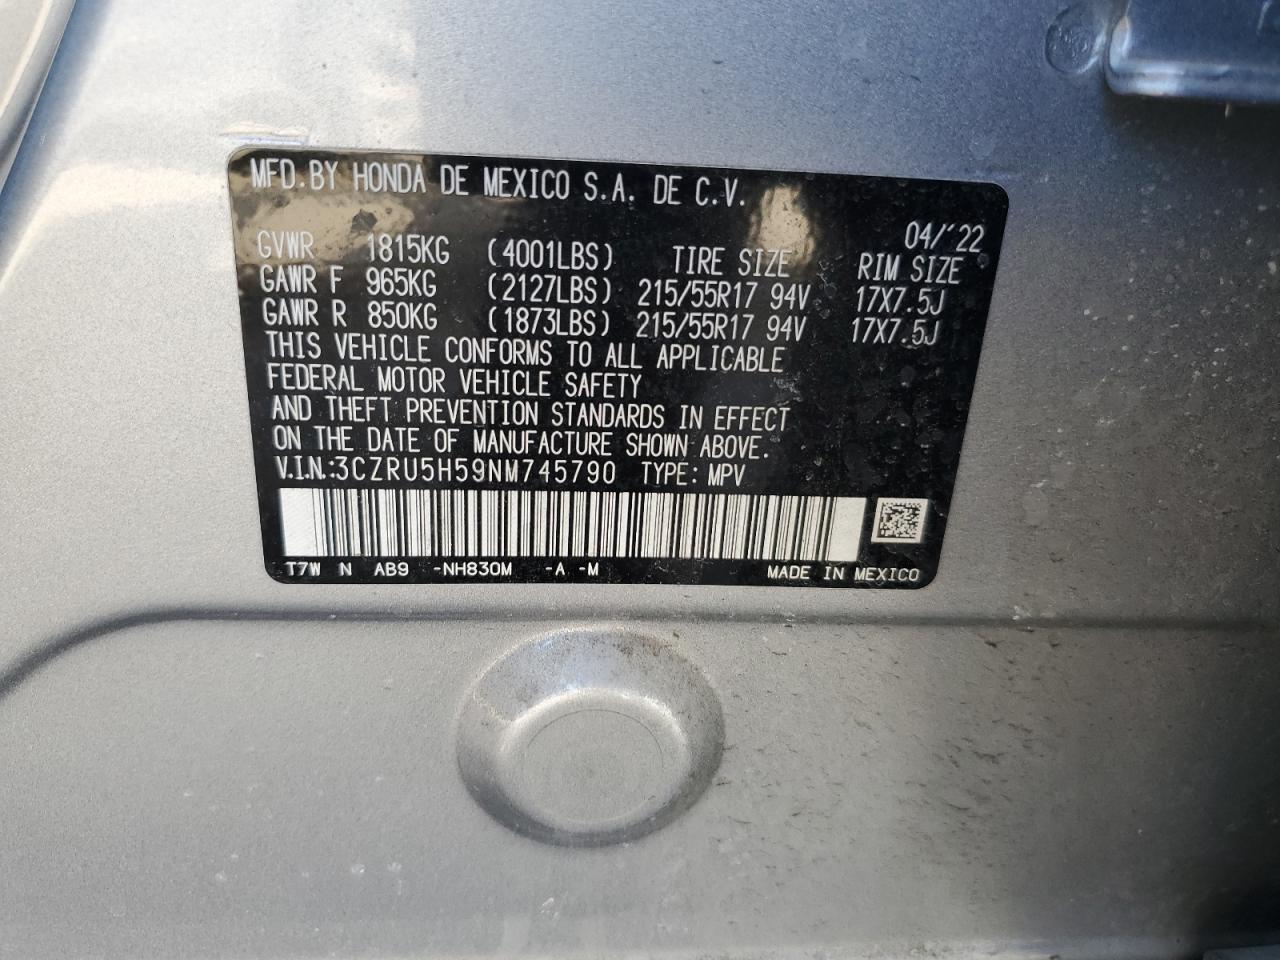 MFD.BY HONDA DE MEXICO S.A. DE C.V.
04/'22
GVWR 1815KG (4001LBS) TIRE SIZE RIM SIZE
GAWR F 965KG (2127LBS) 215/55R17 94V 17X7.5J
GAWR R 850KG (1873LBS) 215/55R17 94V 17X7.5J
THIS VEHICLE CONFORMS TO ALL APPLICABLE
FEDERAL MOTOR VEHICLE SAFETY
AND THEFT PREVENTION STANDARDS IN EFFECT
ON THE DATE OF MANUFACTURE SHOWN ABOVE.
V.I.N.:3CZRU5H59NM745790 TYPE: MPV
T7W N AB9 -NH830M -A -M MADE IN MEXICO